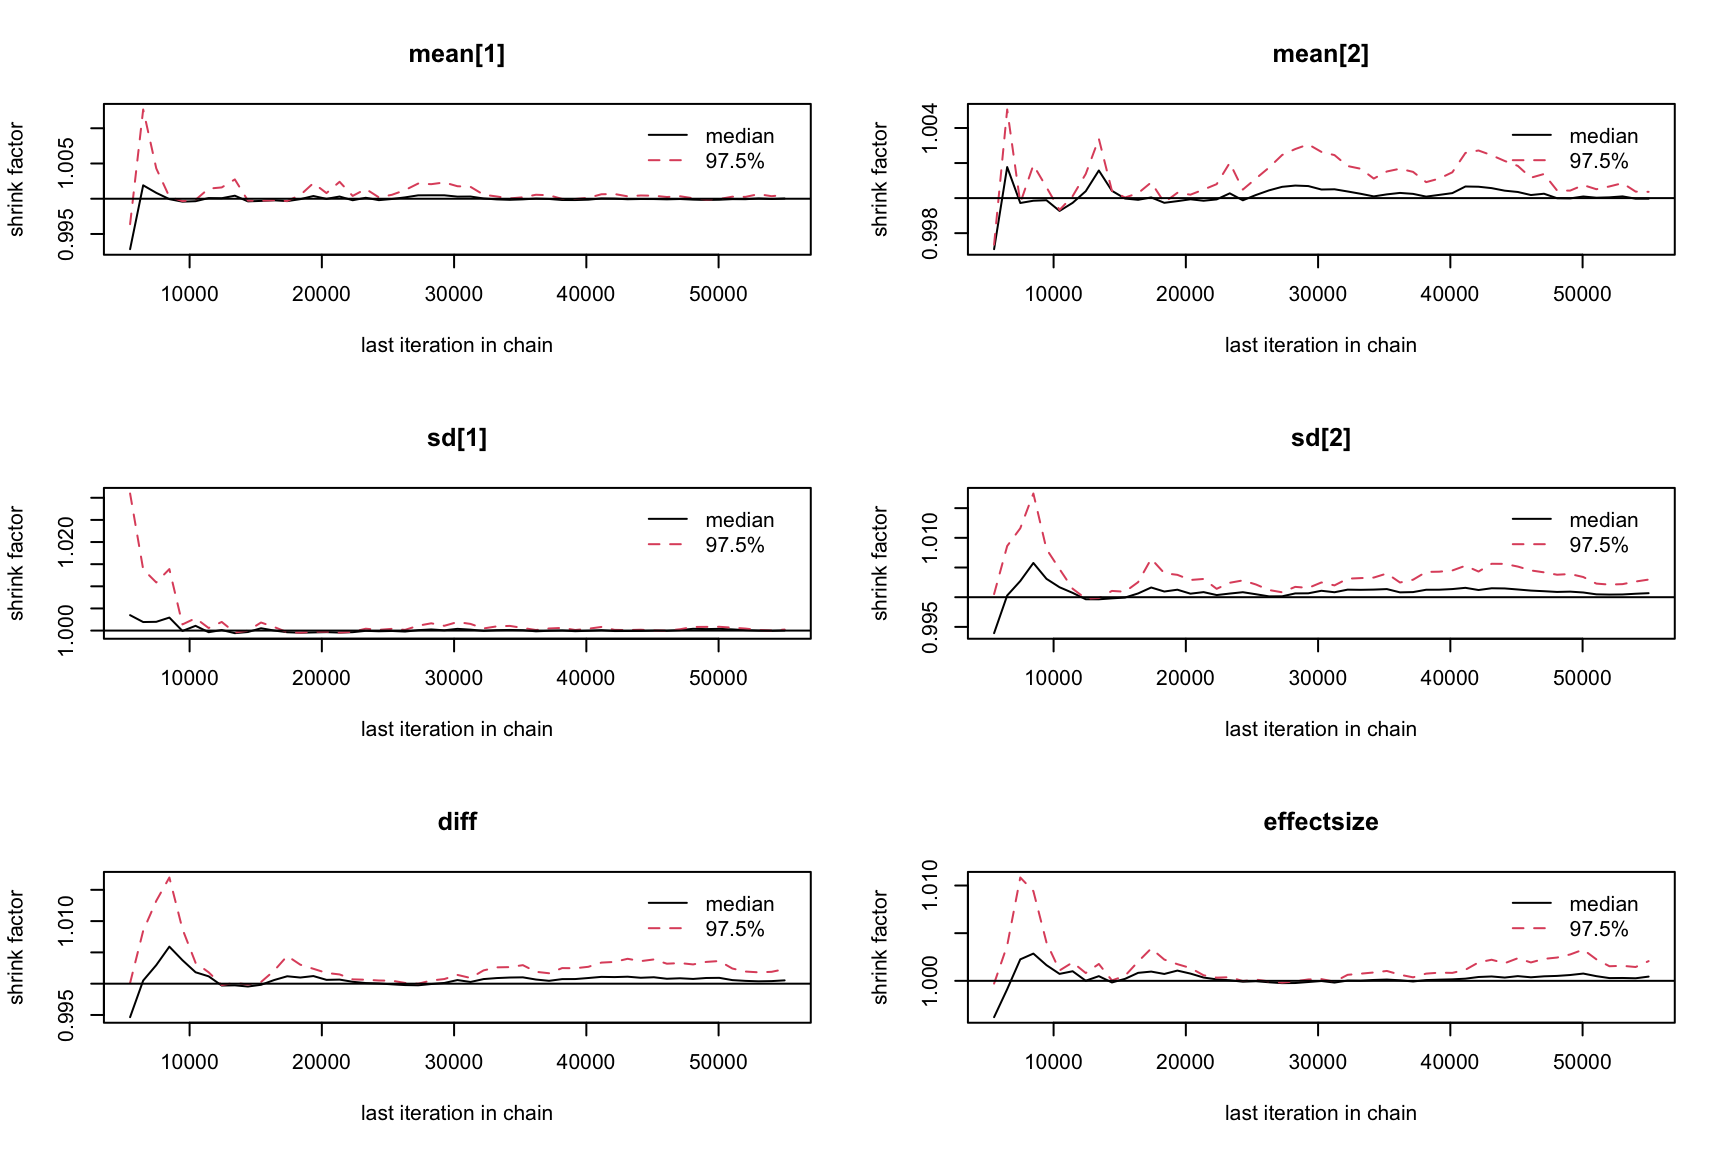 mean[1]
shrink factor
0.995 1.005
median
97.5%
10000 20000 30000 40000 50000
last iteration in chain
mean[2]
shrink factor
0.998 1.004
median
97.5%
10000 20000 30000 40000 50000
last iteration in chain
sd[1]
shrink factor
1.000 1.020
median
97.5%
10000 20000 30000 40000 50000
last iteration in chain
sd[2]
shrink factor
0.995 1.010
median
97.5%
10000 20000 30000 40000 50000
last iteration in chain
diff
shrink factor
0.995 1.010
median
97.5%
10000 20000 30000 40000 50000
last iteration in chain
effectsize
shrink factor
1.000 1.010
median
97.5%
10000 20000 30000 40000 50000
last iteration in chain